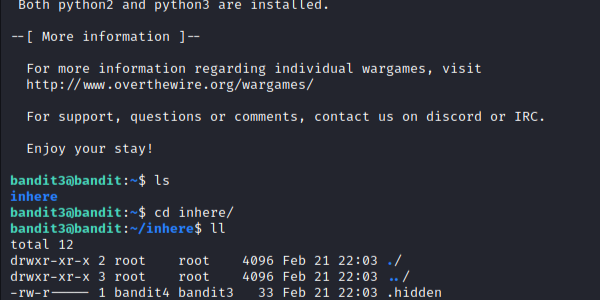 Both python2 and python3 are installed.
--[ More information ]--
For more information regarding individual wargames, visit
http://www.overthewire.org/wargames/
For support, questions or comments, contact us on discord or IRC.
Enjoy your stay!
bandit3@bandit:~$ ls
inhere
bandit3@bandit:~$ cd inhere/
bandit3@bandit:~/inhere$ ll
total 12
drwxr-xr-x 2 root    root    4096 Feb 21 22:03 ./
drwxr-xr-x 3 root    root    4096 Feb 21 22:03 ../
-rw-r----- 1 bandit4 bandit3   33 Feb 21 22:03 .hidden